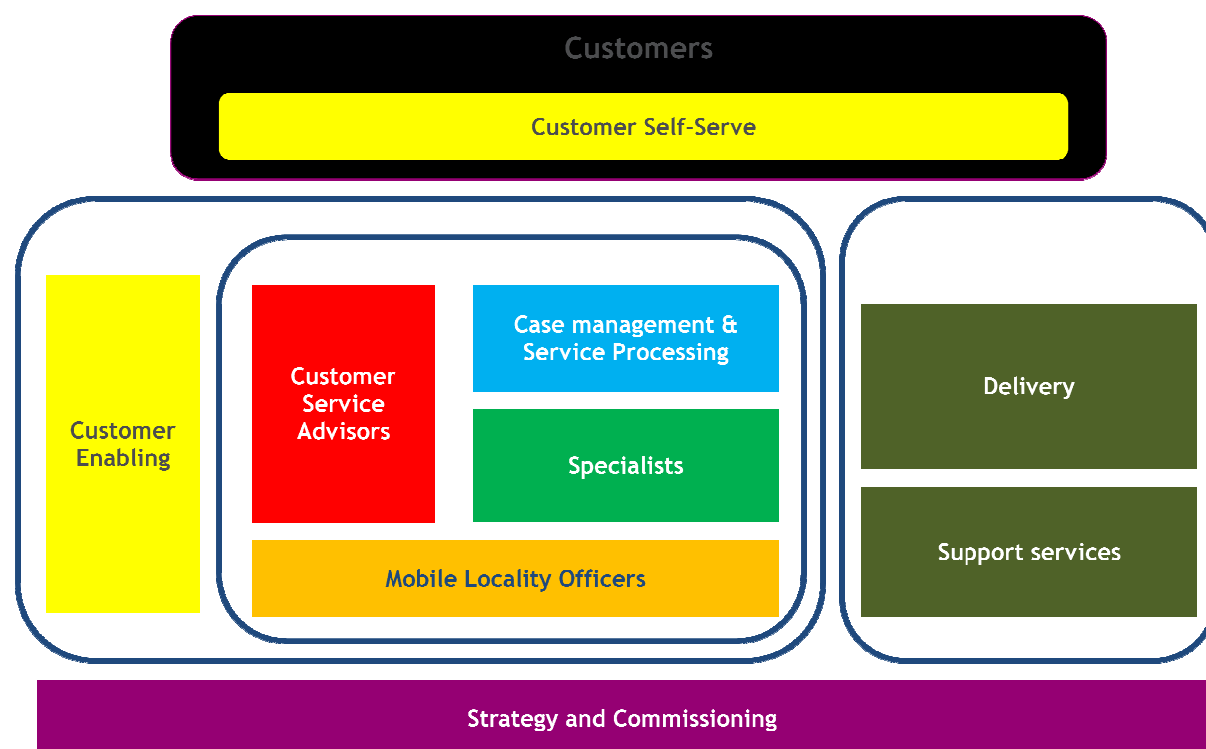 Customers
Customer Self-Serve
Customer
Enabling
Customer
Service
Advisors
Case management &
Service Processing
Specialists
Mobile Locality Officers
Delivery
Support services
Strategy and Commissioning